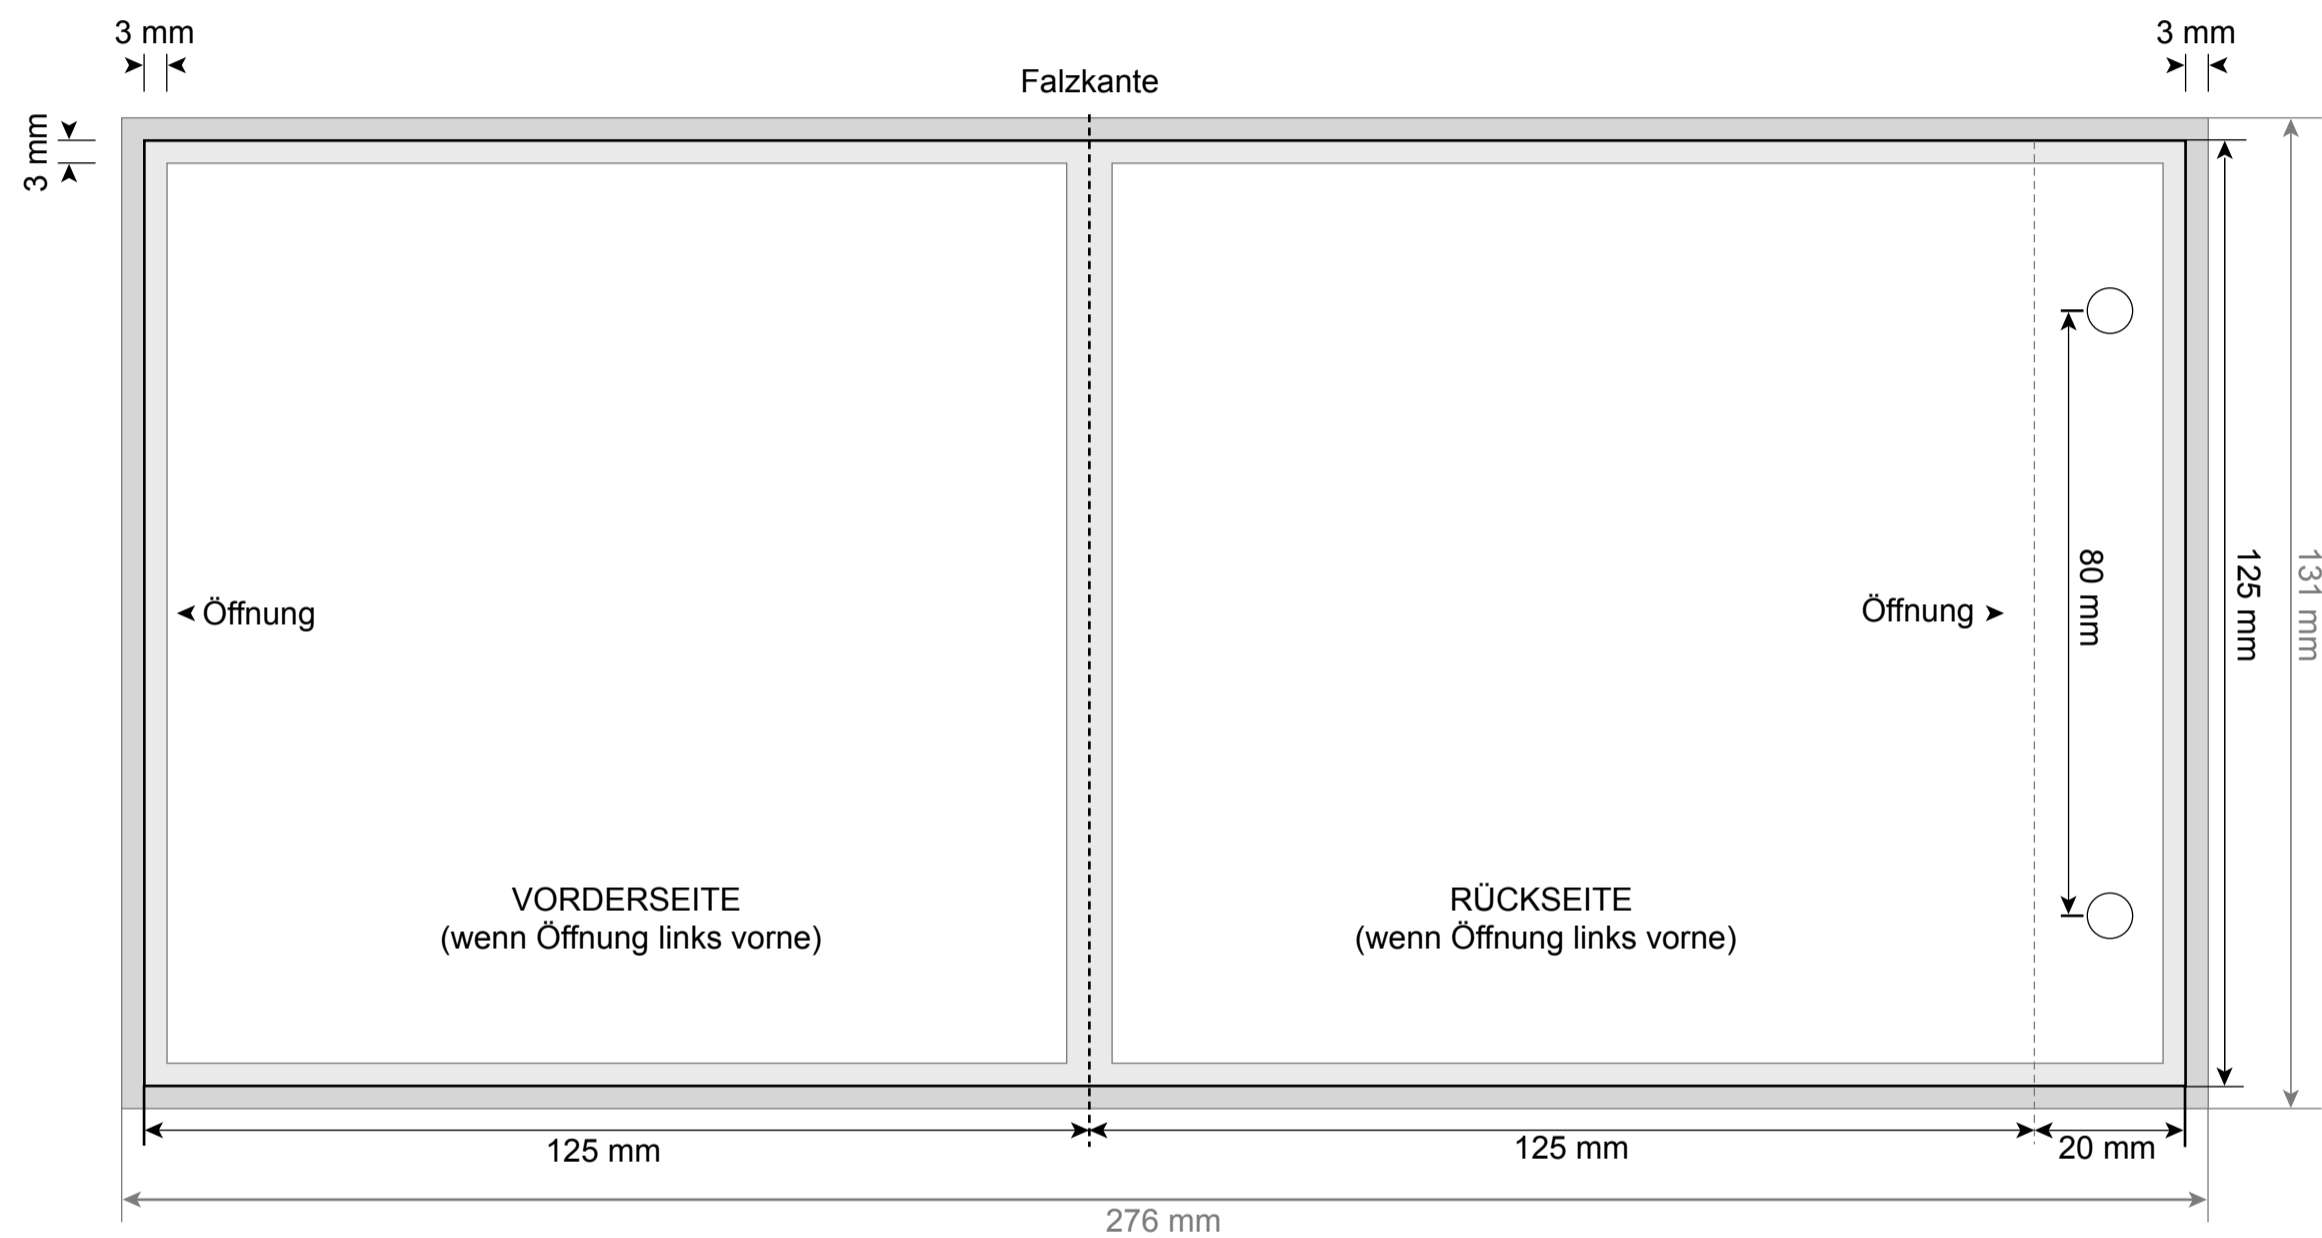 3 mm
3 mm
Falzkante
3 mm
Öffnung
Öffnung
80 mm
125 mm
131 mm
VORDERSEITE
(wenn Öffnung links vorne)
RÜCKSEITE
(wenn Öffnung links vorne)
125 mm
125 mm
20 mm
276 mm